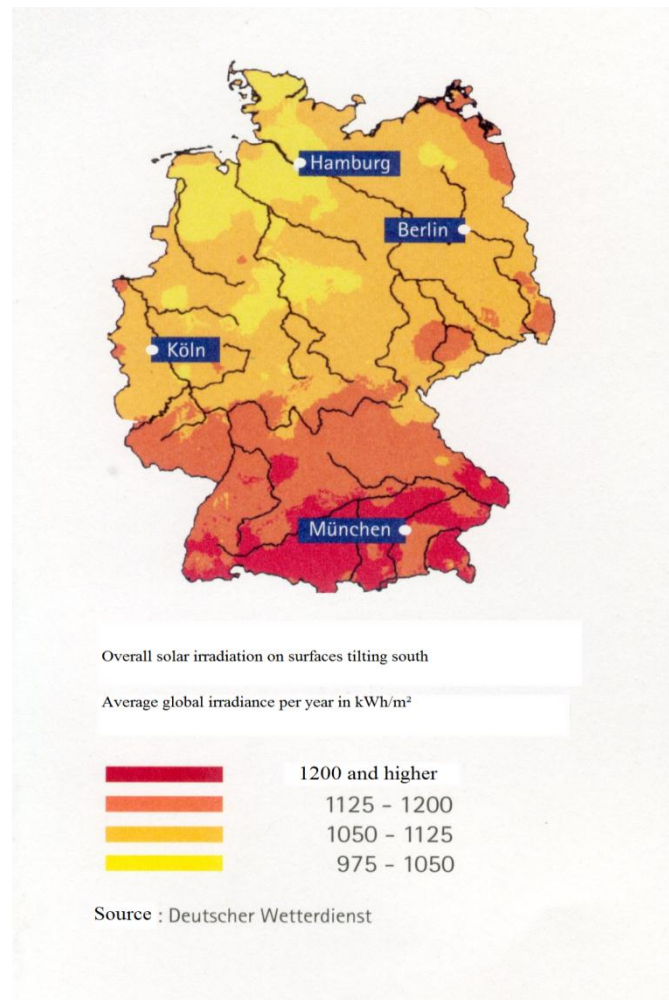 Hamburg
Berlin
Köln
München
Overall solar irradiation on surfaces tilting south
Average global irradiance per year in kWh/m²
1200 and higher
1125 - 1200
1050 - 1125
975 - 1050
Source : Deutscher Wetterdienst